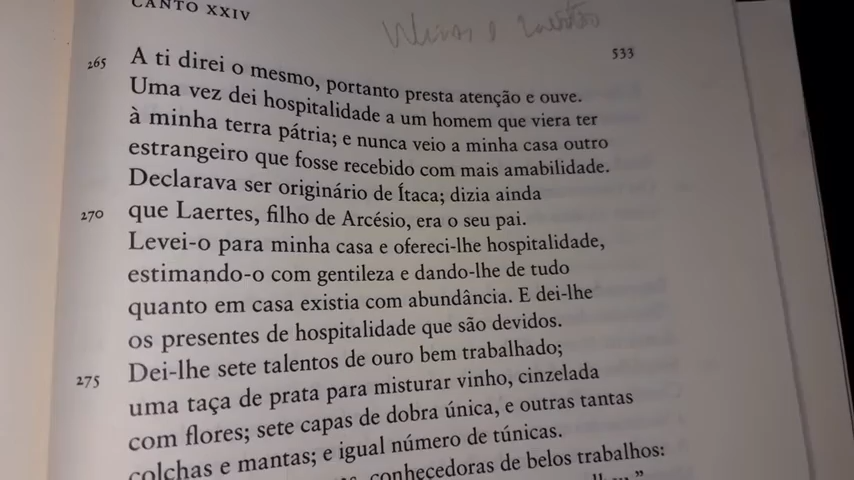 CANTO XXIV
533
265 A ti direi o mesmo, portanto presta atenção e ouve.
Uma vez dei hospitalidade a um homem que viera ter
à minha terra pátria; e nunca veio a minha casa outro
estrangeiro que fosse recebido com mais amabilidade.
Declarava ser originário de Ítaca; dizia ainda
270 que Laertes, filho de Arcésio, era o seu pai.
Levei-o para minha casa e ofereci-lhe hospitalidade,
estimando-o com gentileza e dando-lhe de tudo
quanto em casa existia com abundância. E dei-lhe
os presentes de hospitalidade que são devidos.
275 Dei-lhe sete talentos de ouro bem trabalhado;
uma taça de prata para misturar vinho, cinzelada
com flores; sete capas de dobra única, e outras tantas
colchas e mantas; e igual número de túnicas.
conhecedoras de belos trabalhos: